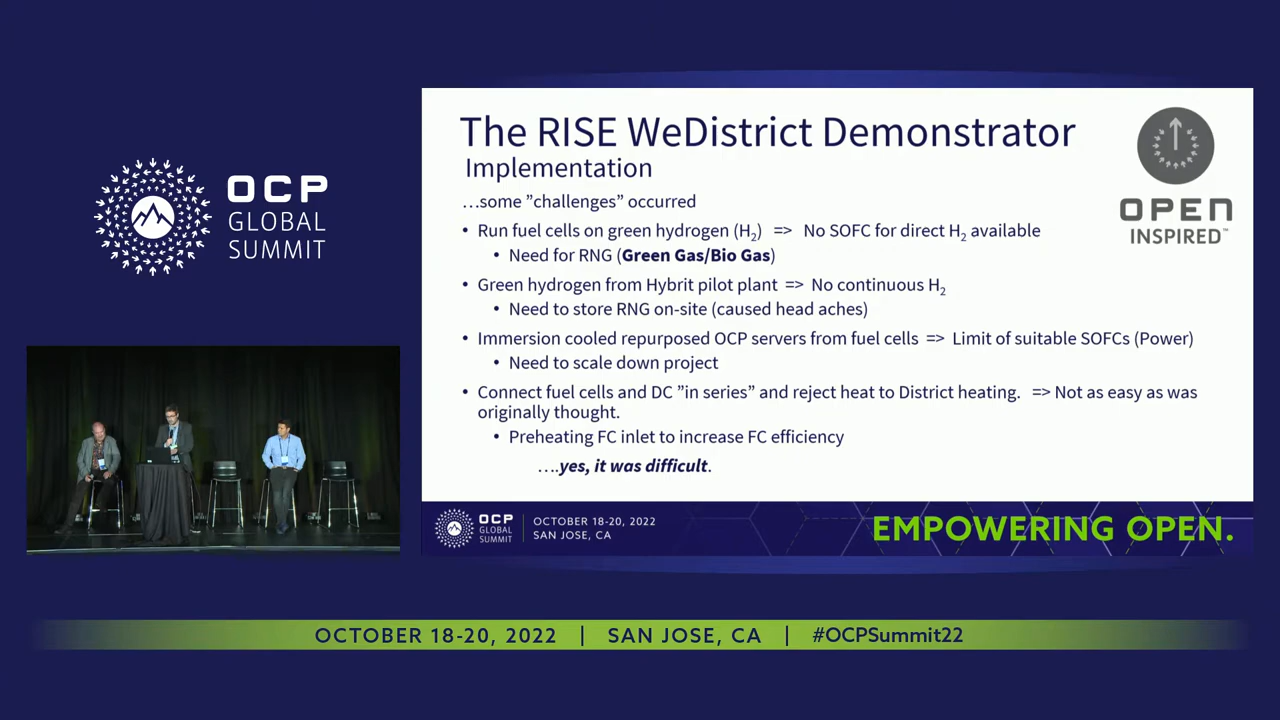 OCP
GLOBAL
SUMMIT
The RISE WeDistrict Demonstrator
Implementation
…some ”challenges” occurred
• Run fuel cells on green hydrogen (H2) => No SOFC for direct H2 available
• Need for RNG (Green Gas/Bio Gas)
• Green hydrogen from Hybrit pilot plant => No continuous H2
• Need to store RNG on-site (caused head aches)
• Immersion cooled repurposed OCP servers from fuel cells => Limit of suitable SOFCs (Power)
• Need to scale down project
• Connect fuel cells and DC ”in series” and reject heat to District heating. => Not as easy as was
originally thought.
• Preheating FC inlet to increase FC efficiency
….yes, it was difficult.
OPEN
INSPIRED™
OCP
GLOBAL
SUMMIT
OCTOBER 18-20, 2022
SAN JOSE, CA
EMPOWERING OPEN.
OCTOBER 18-20, 2022 | SAN JOSE, CA | #OCPSummit22